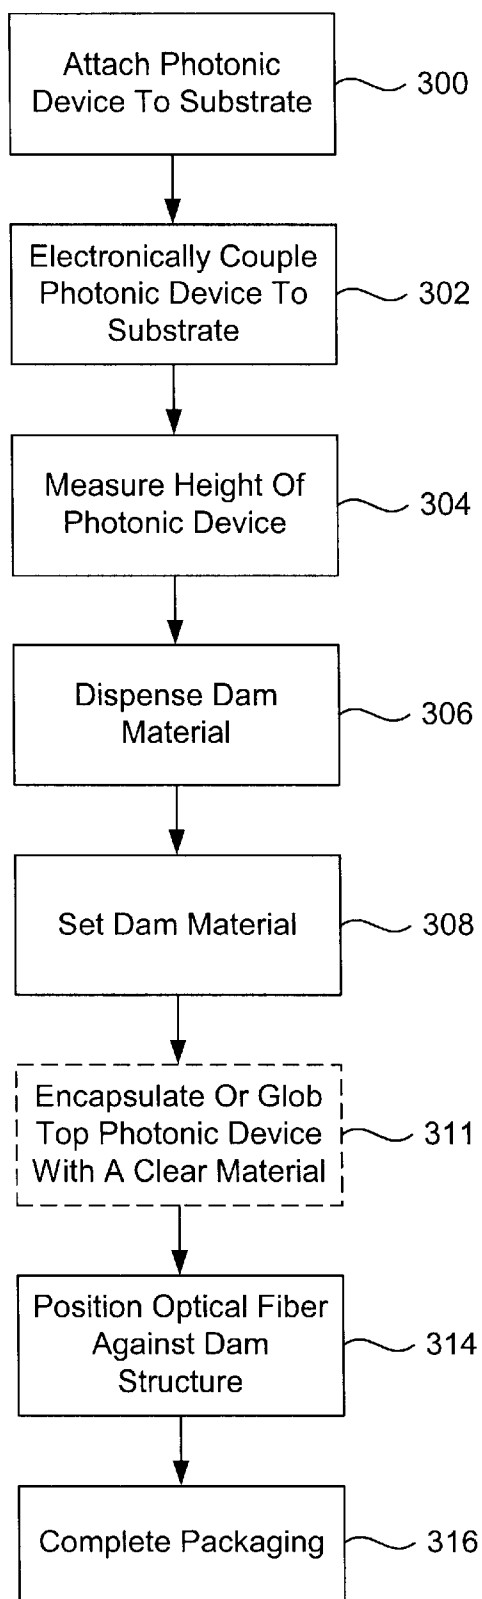 Attach Photonic
Device To Substrate
300
Electronically Couple
Photonic Device To
Substrate
302
Measure Height Of
Photonic Device
304
Dispense Dam
Material
306
Set Dam Material
308
Encapsulate Or Glob
Top Photonic Device
With A Clear Material
311
Position Optical Fiber
Against Dam
Structure
314
Complete Packaging
316